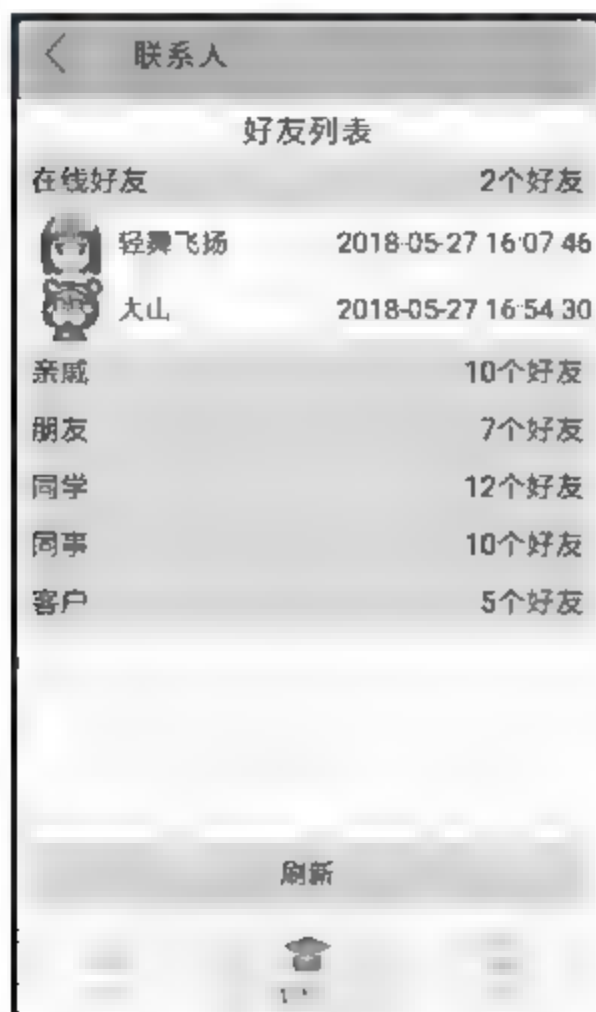 联系人
好友列表
在线好友 2个好友
轻舞飞扬 2018-05-27 16:07:46
大山 2018-05-27 16:54:30
亲戚 10个好友
朋友 7个好友
同学 12个好友
同事 10个好友
客户 5个好友
刷新